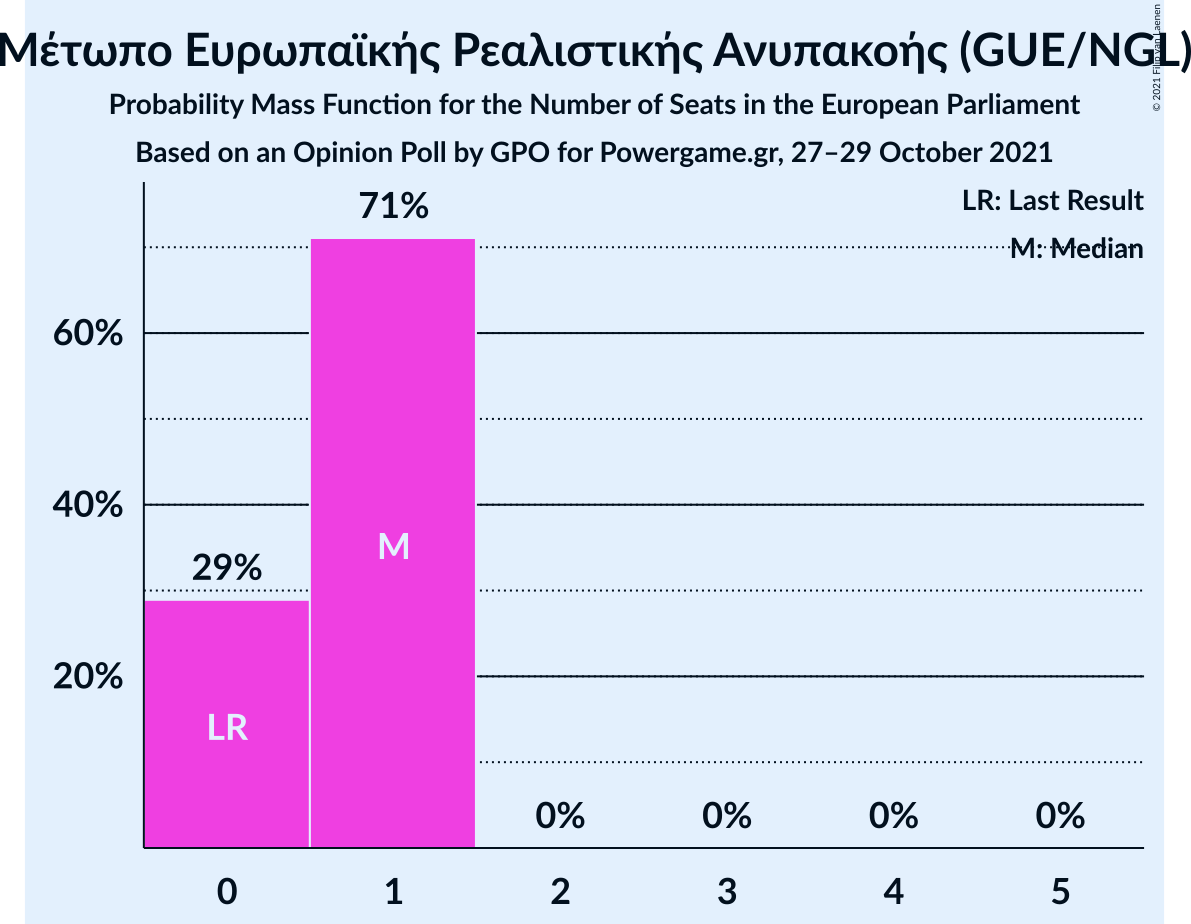 Μέτωπο Ευρωπαϊκής Ρεαλιστικής Ανυπακοής (GUE/NGL)
© 2021 Filip van Laenen
Probability Mass Function for the Number of Seats in the European Parliament
Based on an Opinion Poll by GPO for Powergame.gr, 27–29 October 2021
LR: Last Result
M: Median
71%
60%
40%
20%
29%
M
LR
0%
0%
0%
0%
0
1
2
3
4
5